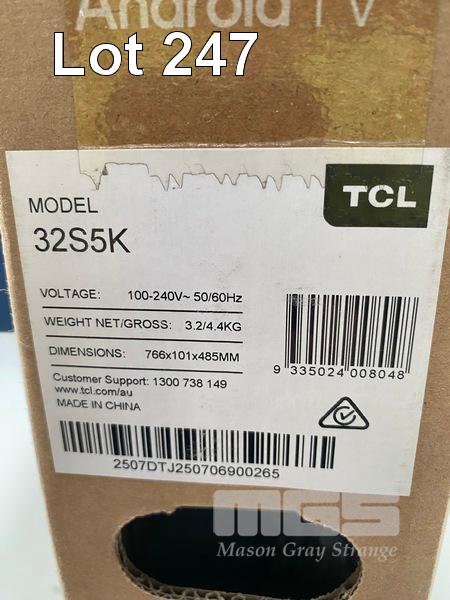 Android TV
Lot 247
TCL
MODEL
32S5K
VOLTAGE: 100-240V~ 50/60Hz
WEIGHT NET/GROSS: 3.2/4.4KG
DIMENSIONS: 766x101x485MM
Customer Support: 1300 738 149
www.tcl.com/au
MADE IN CHINA
9 335024 008048
2507DTJ250706900265
MGS
Mason Gray Strange